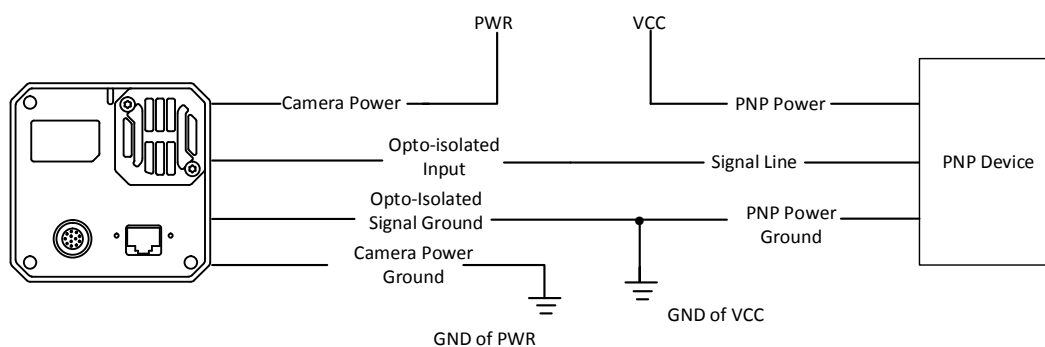 PWR
VCC
Camera Power
PNP Power
Opto-isolated
Input
Signal Line
PNP Device
Opto-Isolated
Signal Ground
PNP Power
Ground
Camera Power
Ground
GND of VCC
GND of PWR